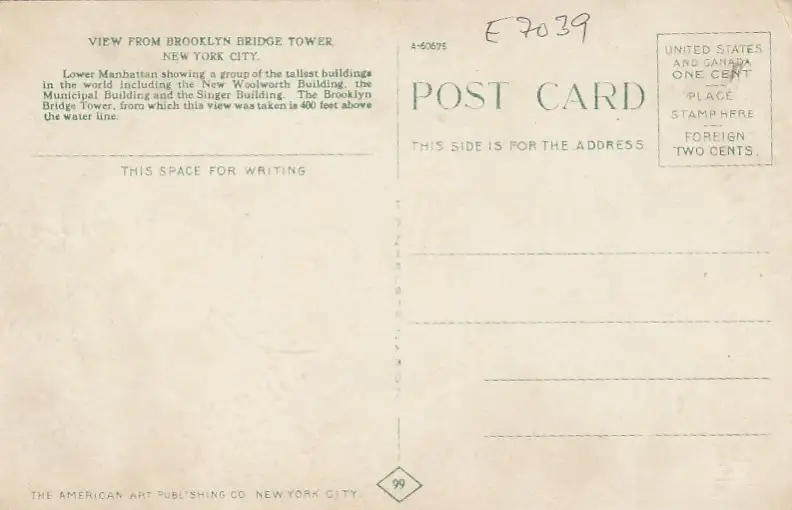 E7039
VIEW FROM BROOKLYN BRIDGE TOWER
NEW YORK CITY.
Lower Manhattan showing a group of the tallest buildings
in the world including the New Woolworth Building, the
Municipal Building and the Singer Building. The Brooklyn
Bridge Tower, from which this view was taken is 400 feet above
the water line.
THIS SPACE FOR WRITING
A-60675
POST CARD
THIS SIDE IS FOR THE ADDRESS
UNITED STATES
AND CANADA
ONE CENT
PLACE
STAMP HERE
FOREIGN
TWO CENTS.
THE AMERICAN ART PUBLISHING CO. NEW YORK CITY.
99